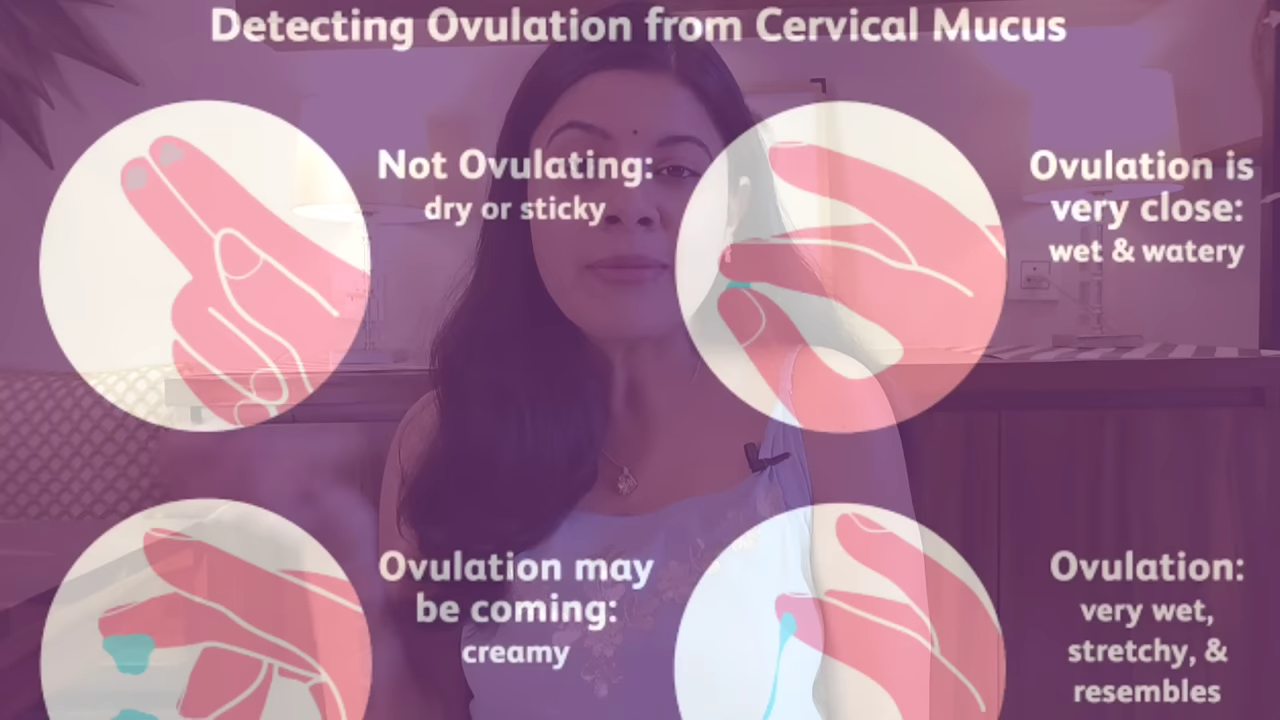 Detecting Ovulation from Cervical Mucus
Not Ovulating:
dry or sticky
Ovulation is
very close:
wet & watery
Ovulation may
be coming:
creamy
Ovulation:
very wet,
stretchy, &
resembles